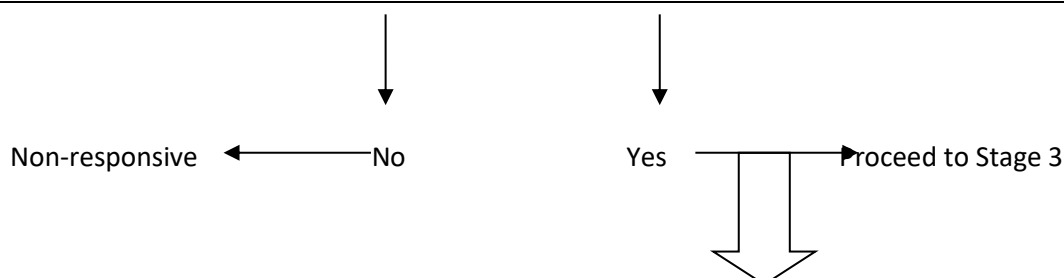 Non-responsive No Yes Proceed to Stage 3